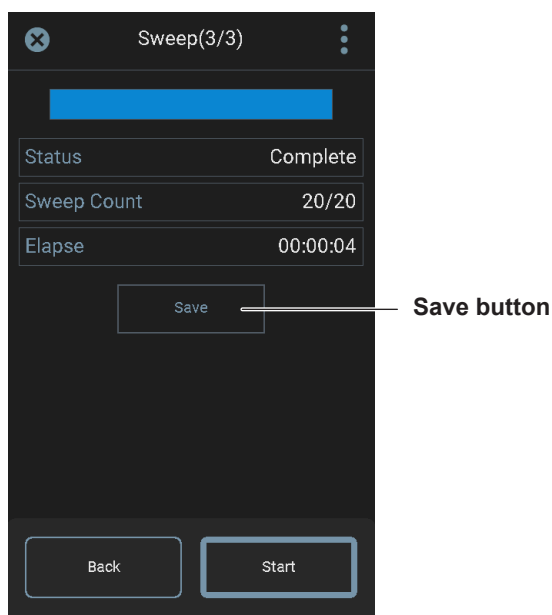 Sweep(3/3)
Status Complete
Sweep Count 20/20
Elapse 00:00:04
Save
Save button
Back Start